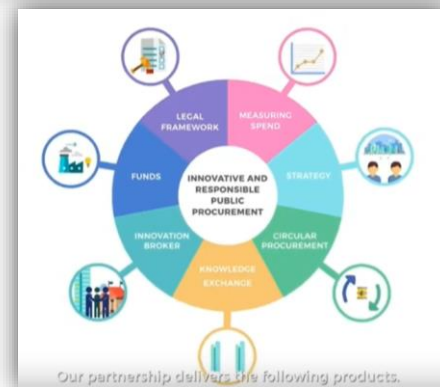 LEGAL
FRAMEWORK
MEASURING
SPEND
FUNDS
INNOVATIVE AND
RESPONSIBLE
PUBLIC
PROCUREMENT
STRATEGY
INNOVATION
BROKER
CIRCULAR
PROCUREMENT
KNOWLEDGE
EXCHANGE
Our partnership delivers the following products.